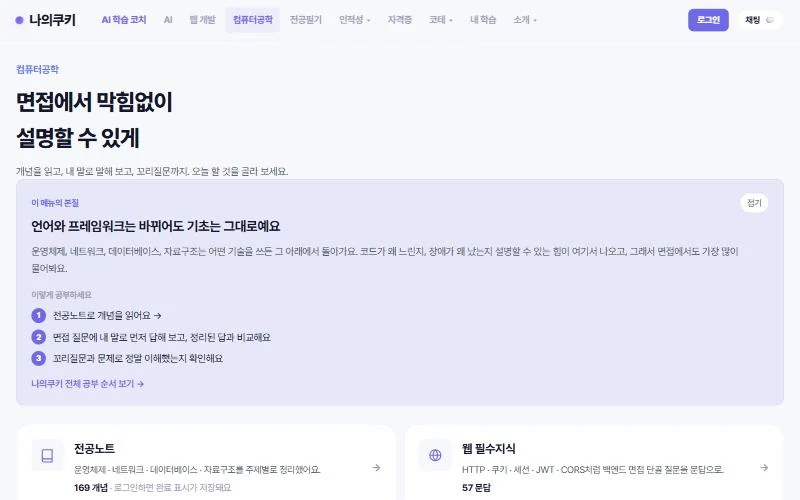 나의쿠키
AI 학습 코치
AI
웹 개발
컴퓨터공학
전공필기
인적성
자격증
코테
내 학습
소개
로그인
채팅
컴퓨터공학
면접에서 막힘없이
설명할 수 있게
개념을 읽고, 내 말로 말해 보고, 꼬리질문까지. 오늘 할 것을 골라 보세요.
이 메뉴의 본질
접기
언어와 프레임워크는 바뀌어도 기초는 그대로예요
운영체제, 네트워크, 데이터베이스, 자료구조는 어떤 기술을 쓰든 그 아래에서 돌아가요. 코드가 왜 느린지, 장애가 왜 났는지 설명할 수 있는 힘이 여기서 나오고, 그래서 면접에서도 가장 많이
물어봐요.
이렇게 공부하세요
1 전공노트로 개념을 읽어요 →
2 면접 질문에 내 말로 먼저 답해 보고, 정리된 답과 비교해요
3 꼬리질문과 문제로 정말 이해했는지 확인해요
나의쿠키 전체 공부 순서 보기 →
전공노트
운영체제 · 네트워크 · 데이터베이스 · 자료구조를 주제별로 정리했어요.
→
169 개념 · 로그인하면 완료 표시가 저장돼요
웹 필수지식
HTTP · 쿠키 · 세션 · JWT · CORS처럼 백엔드 면접 단골 질문을 문답으로.
→
57 문답